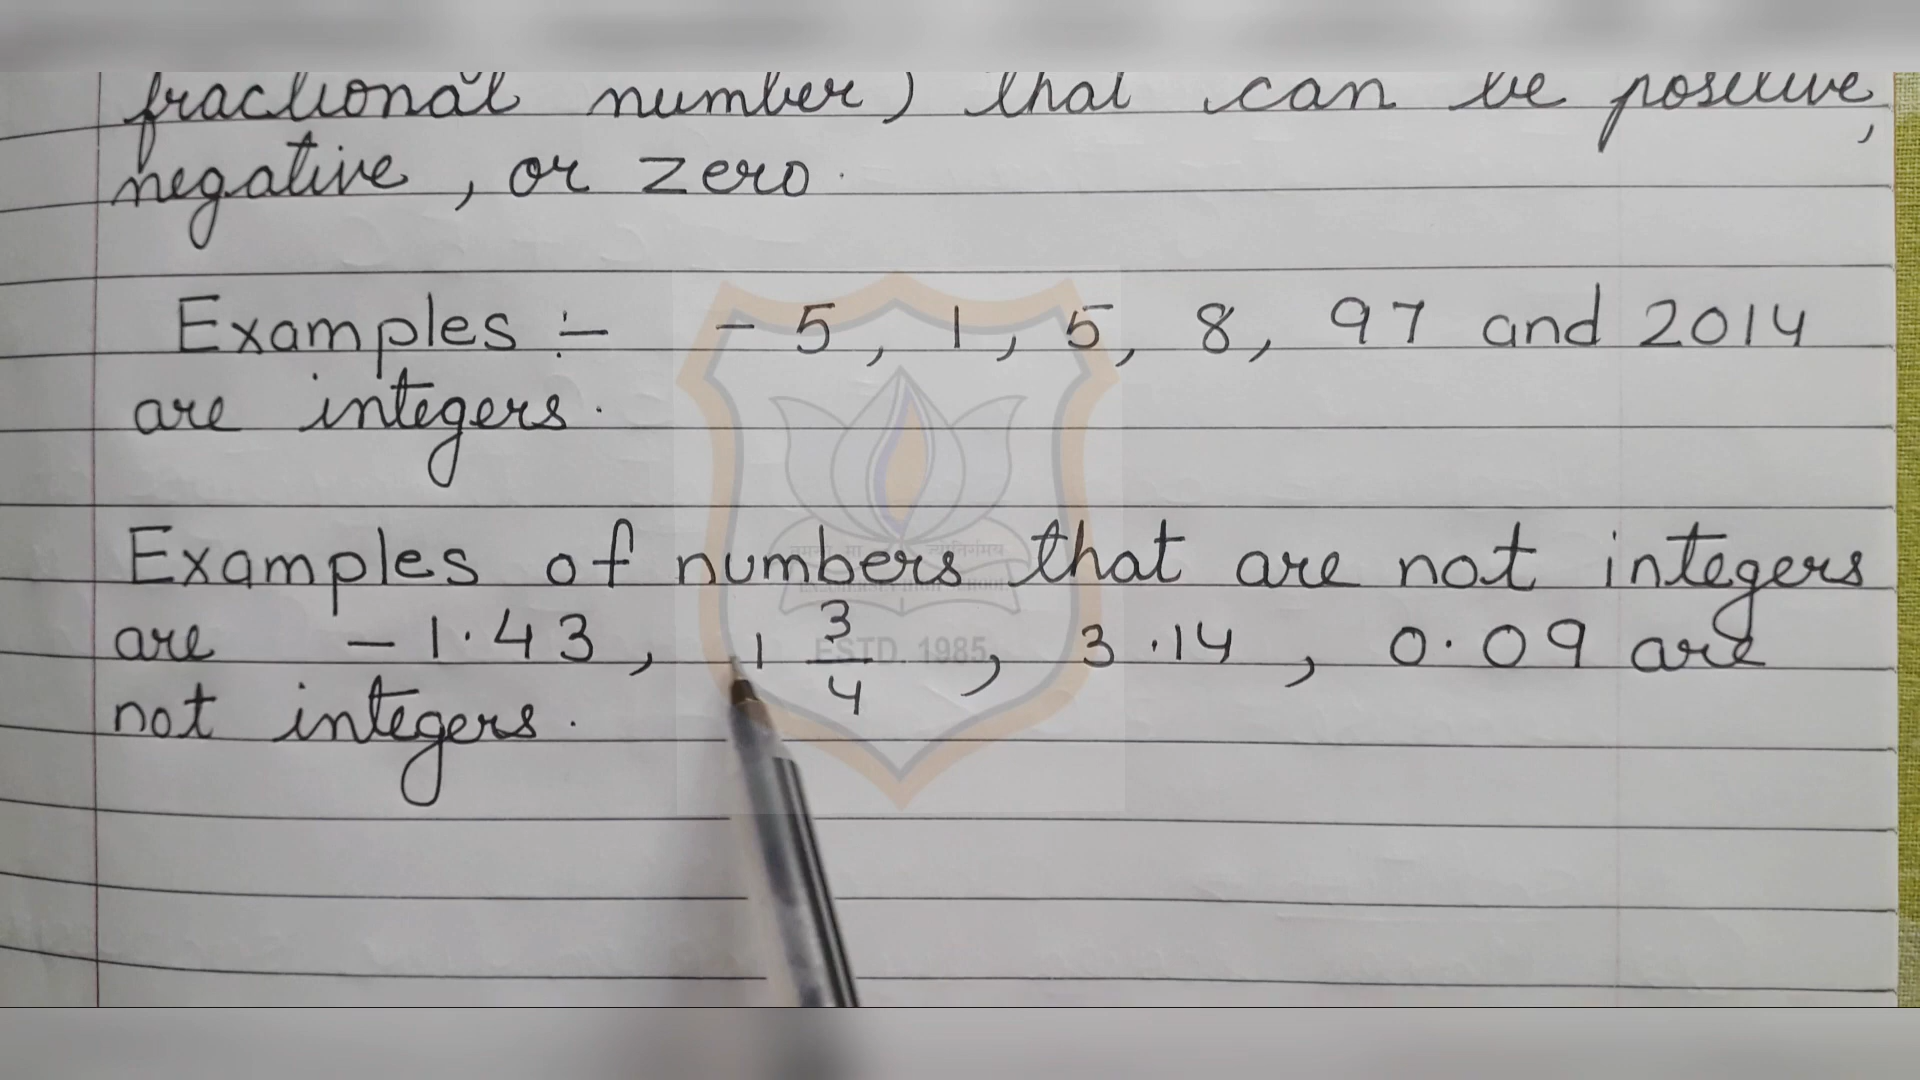 fractional number) that can be positive,
negative, or zero.
Examples :- -5, 1, 5, 8, 97 and 2014
are integers.
Examples of numbers that are not integers
are -1.43, 1 3/4, 3.14, 0.09 are
not integers.
ESTD. 1985